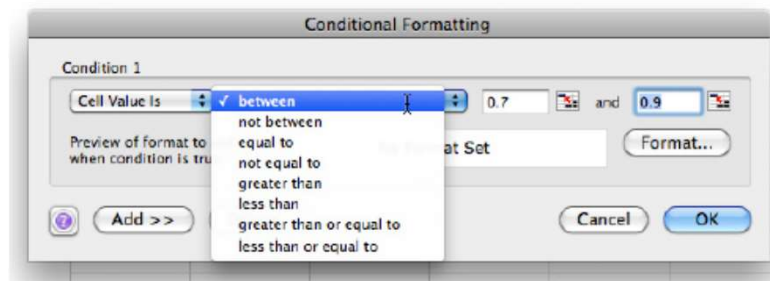 Conditional Formatting
Condition 1
Cell Value Is ✓ between 0.7 and 0.9
not between
equal to
not equal to
greater than
less than
greater than or equal to
less than or equal to
Preview of format to
when condition is tru
at Set
Format...
? Add >> Cancel OK